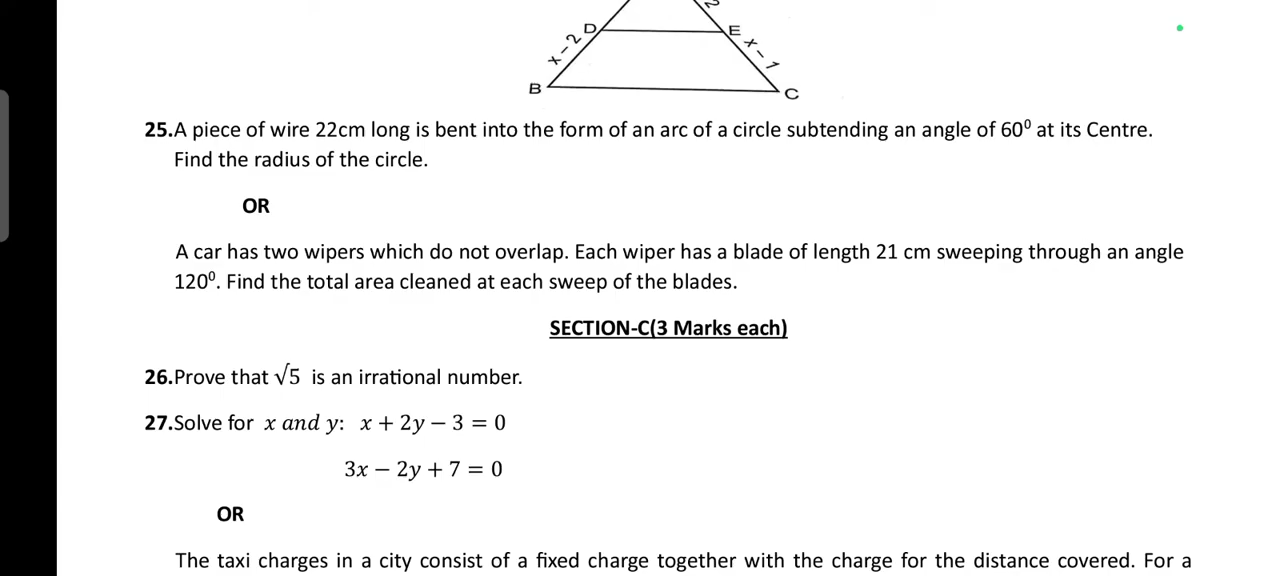 D
E
x – 2
x – 1
B
C
25.A piece of wire 22cm long is bent into the form of an arc of a circle subtending an angle of 60⁰ at its Centre.
Find the radius of the circle.
OR
A car has two wipers which do not overlap. Each wiper has a blade of length 21 cm sweeping through an angle
120⁰. Find the total area cleaned at each sweep of the blades.
SECTION-C(3 Marks each)
26.Prove that √5 is an irrational number.
27.Solve for x and y: x + 2y − 3 = 0
3x − 2y + 7 = 0
OR
The taxi charges in a city consist of a fixed charge together with the charge for the distance covered. For a